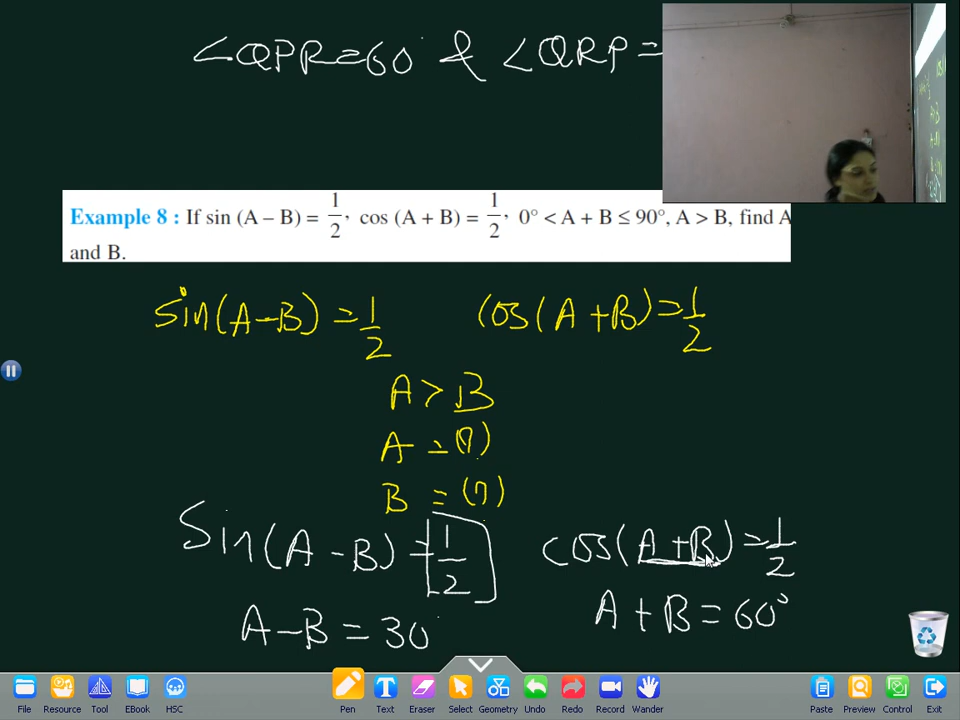 ∠QPR=60° & ∠QRP=
Example 8 : If sin (A – B) = 1/2, cos (A + B) = 1/2, 0° < A + B ≤ 90°, A > B, find A
and B.
sin(A-B) = 1/2 cos(A+B) = 1/2
A > B
A = (?)
B = (?)
Sin(A-B) = 1/2 cos(A+B) = 1/2
A-B = 30° A+B = 60°
File Resource Tool EBook HSC Pen Text Eraser Select Geometry Undo Redo Record Wander Paste Preview Control Exit